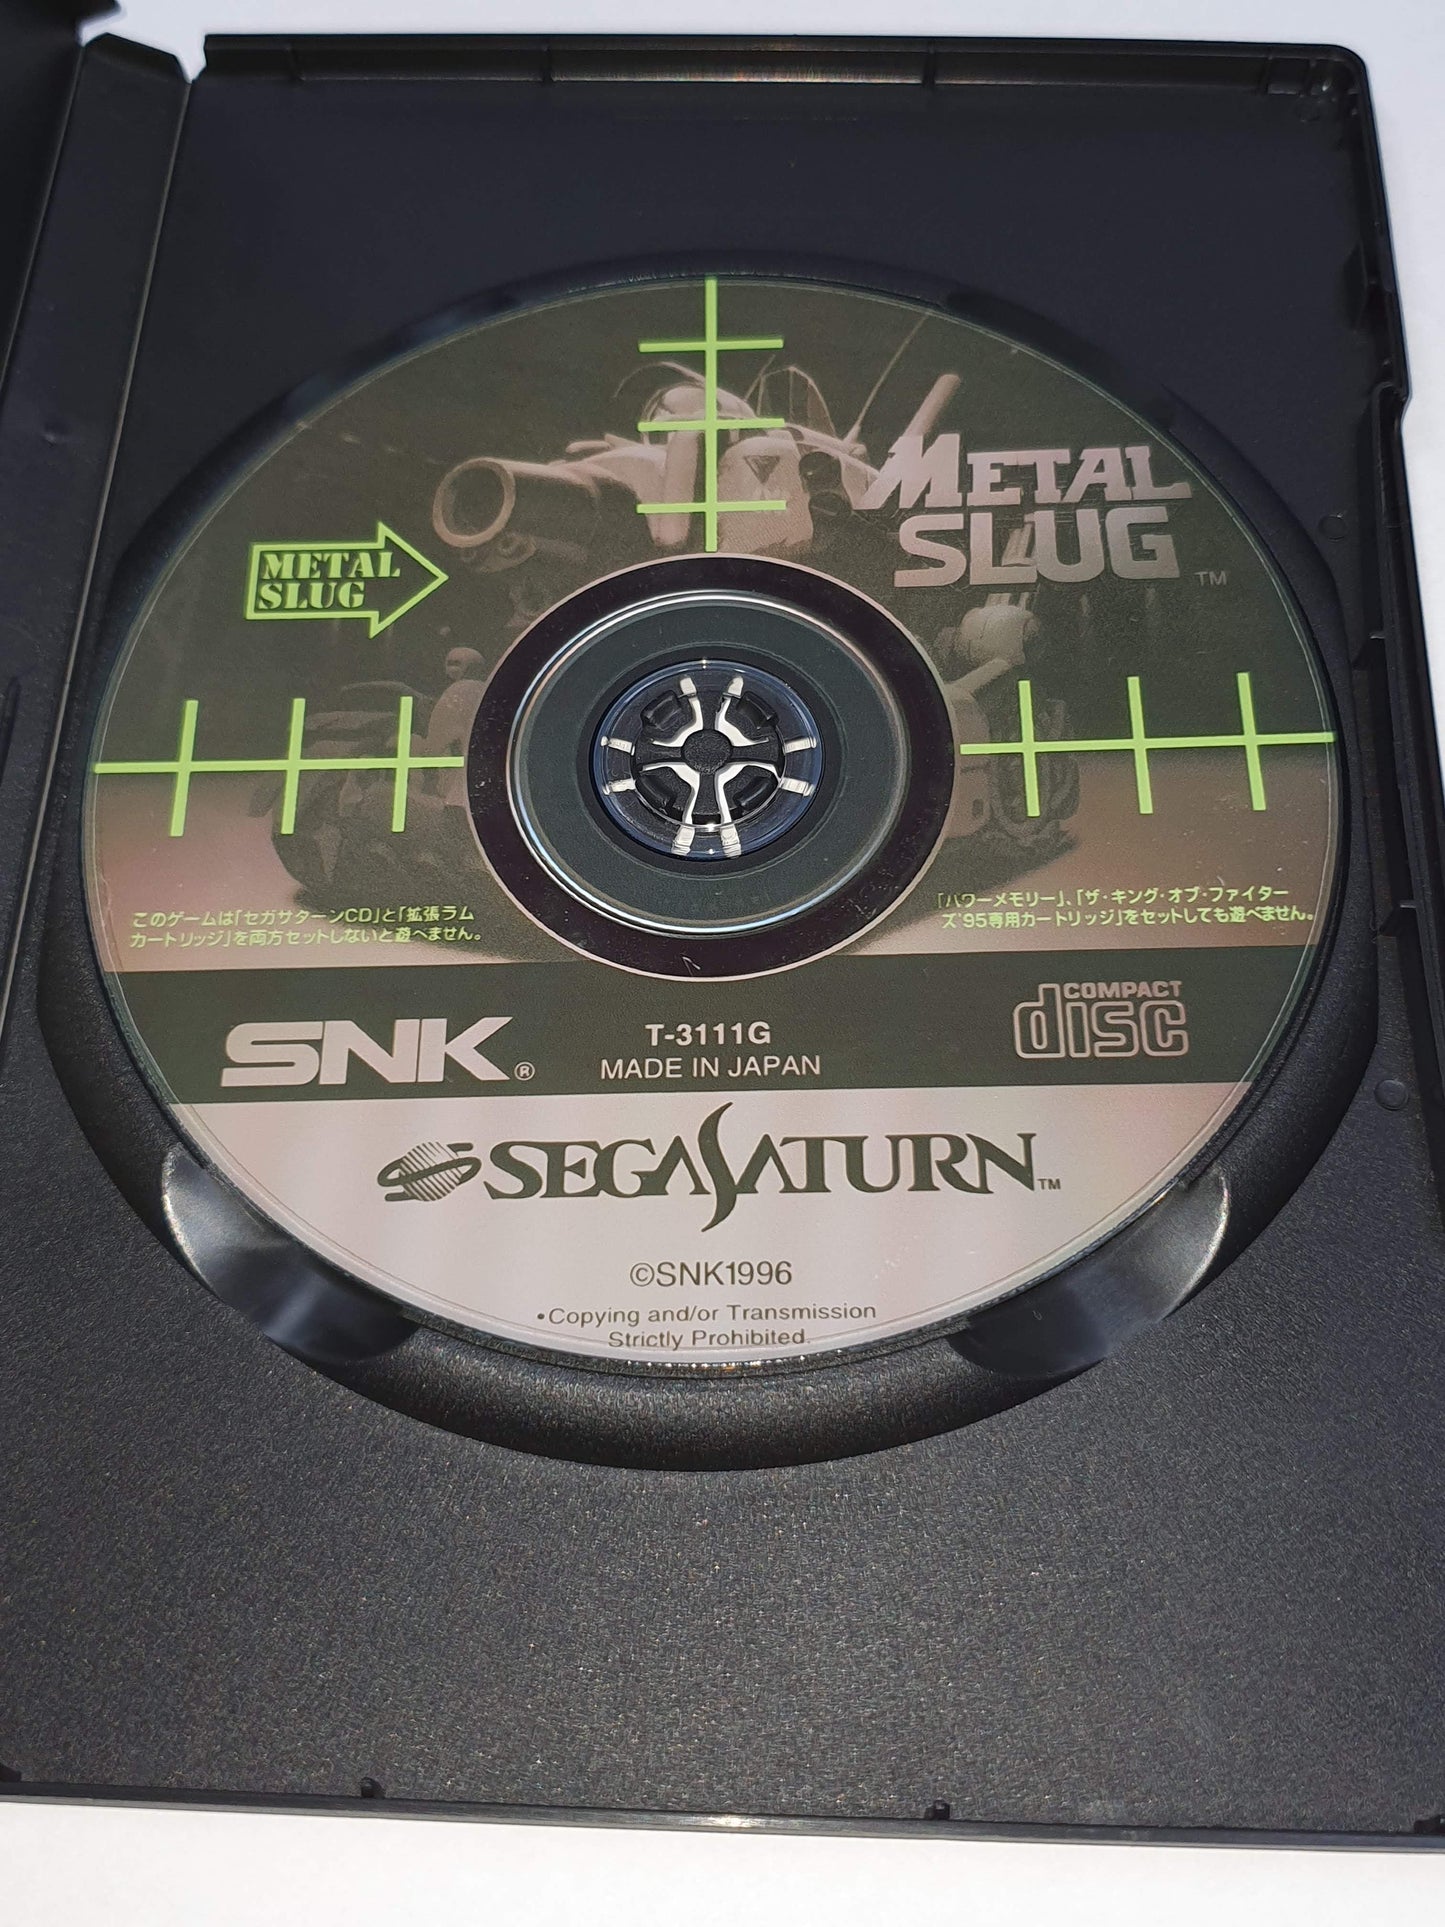 METAL
SLUG
METAL
SLUG
TM
このゲームは「セガサターンCD」と「拡張ラム
カートリッジ」を両方セットしないと遊べません。
「パワーメモリー」、「ザ・キング・オブ・ファイター
ズ'95専用カートリッジ」をセットしても遊べません。
SNK®
T-3111G
MADE IN JAPAN
COMPACT
disc
SEGA SATURN™
©SNK1996
•Copying and/or Transmission
Strictly Prohibited.